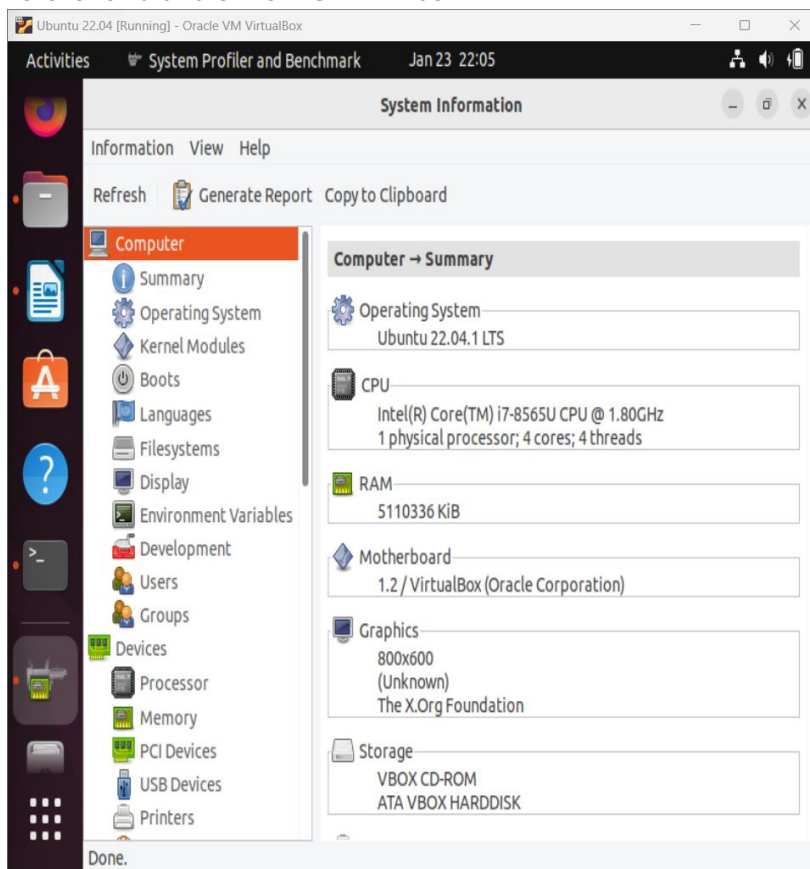 Ubuntu 22.04 [Running] - Oracle VM VirtualBox
Activities System Profiler and Benchmark Jan 23 22:05
System Information
Information View Help
Refresh Generate Report Copy to Clipboard
Computer
Summary
Operating System
Kernel Modules
Boots
Languages
Filesystems
Display
Environment Variables
Development
Users
Groups
Devices
Processor
Memory
PCI Devices
USB Devices
Printers
Computer → Summary
Operating System
Ubuntu 22.04.1 LTS
CPU
Intel(R) Core(TM) i7-8565U CPU @ 1.80GHz
1 physical processor; 4 cores; 4 threads
RAM
5110336 KiB
Motherboard
1.2 / VirtualBox (Oracle Corporation)
Graphics
800x600
(Unknown)
The X.Org Foundation
Storage
VBOX CD-ROM
ATA VBOX HARDDISK
Done.